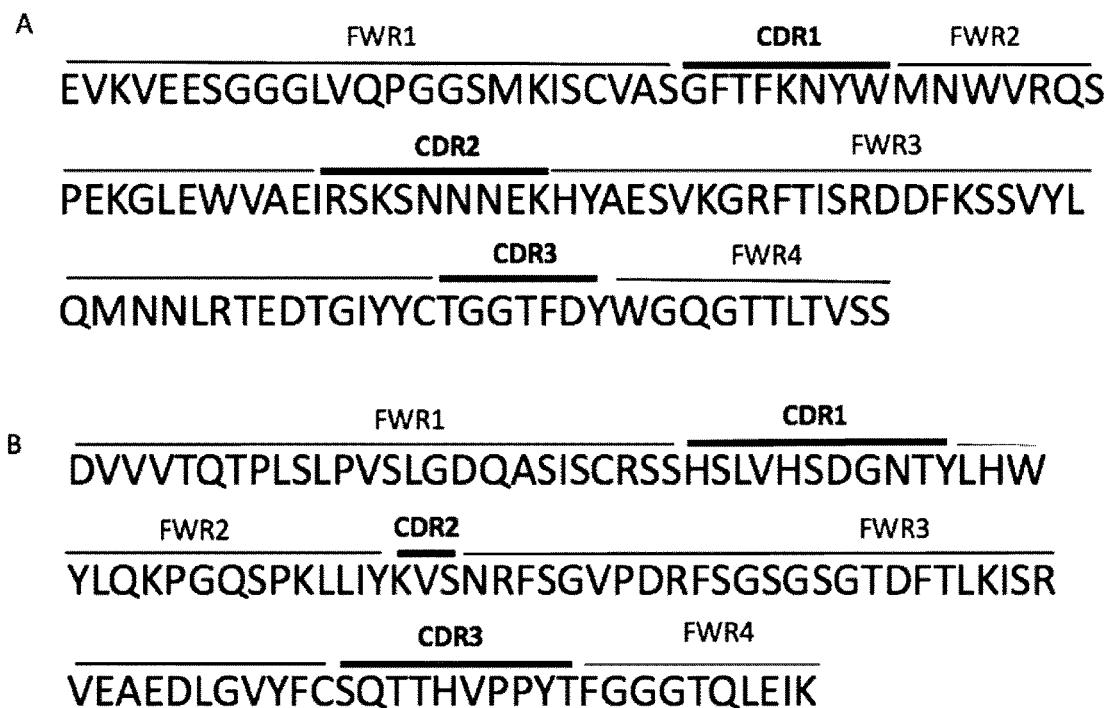 A
FWR1 CDR1 FWR2
EVKVEESGGGLVQPGGSMKISCVASGFTFKNYWMNWVRQS
CDR2 FWR3
PEKGLEWVAEIRSKSNNNEKHYAESVKGRFTISRDDFKSSVYL
CDR3 FWR4
QMNNLRTEDTGIYYCTGGTFDYWGQGTTLTVSS
FWR1 CDR1
B
DVVVTQTPLSLPVSLGDQASISCRSSHSLVHSDGNTYLHW
FWR2 CDR2 FWR3
YLQKPGQSPKLLIYKVSNRFSGVPDRFSGSGSGTDFTLKISR
CDR3 FWR4
VEAEDLGVYFCSQTTHVPPYTFGGGTQLEIK